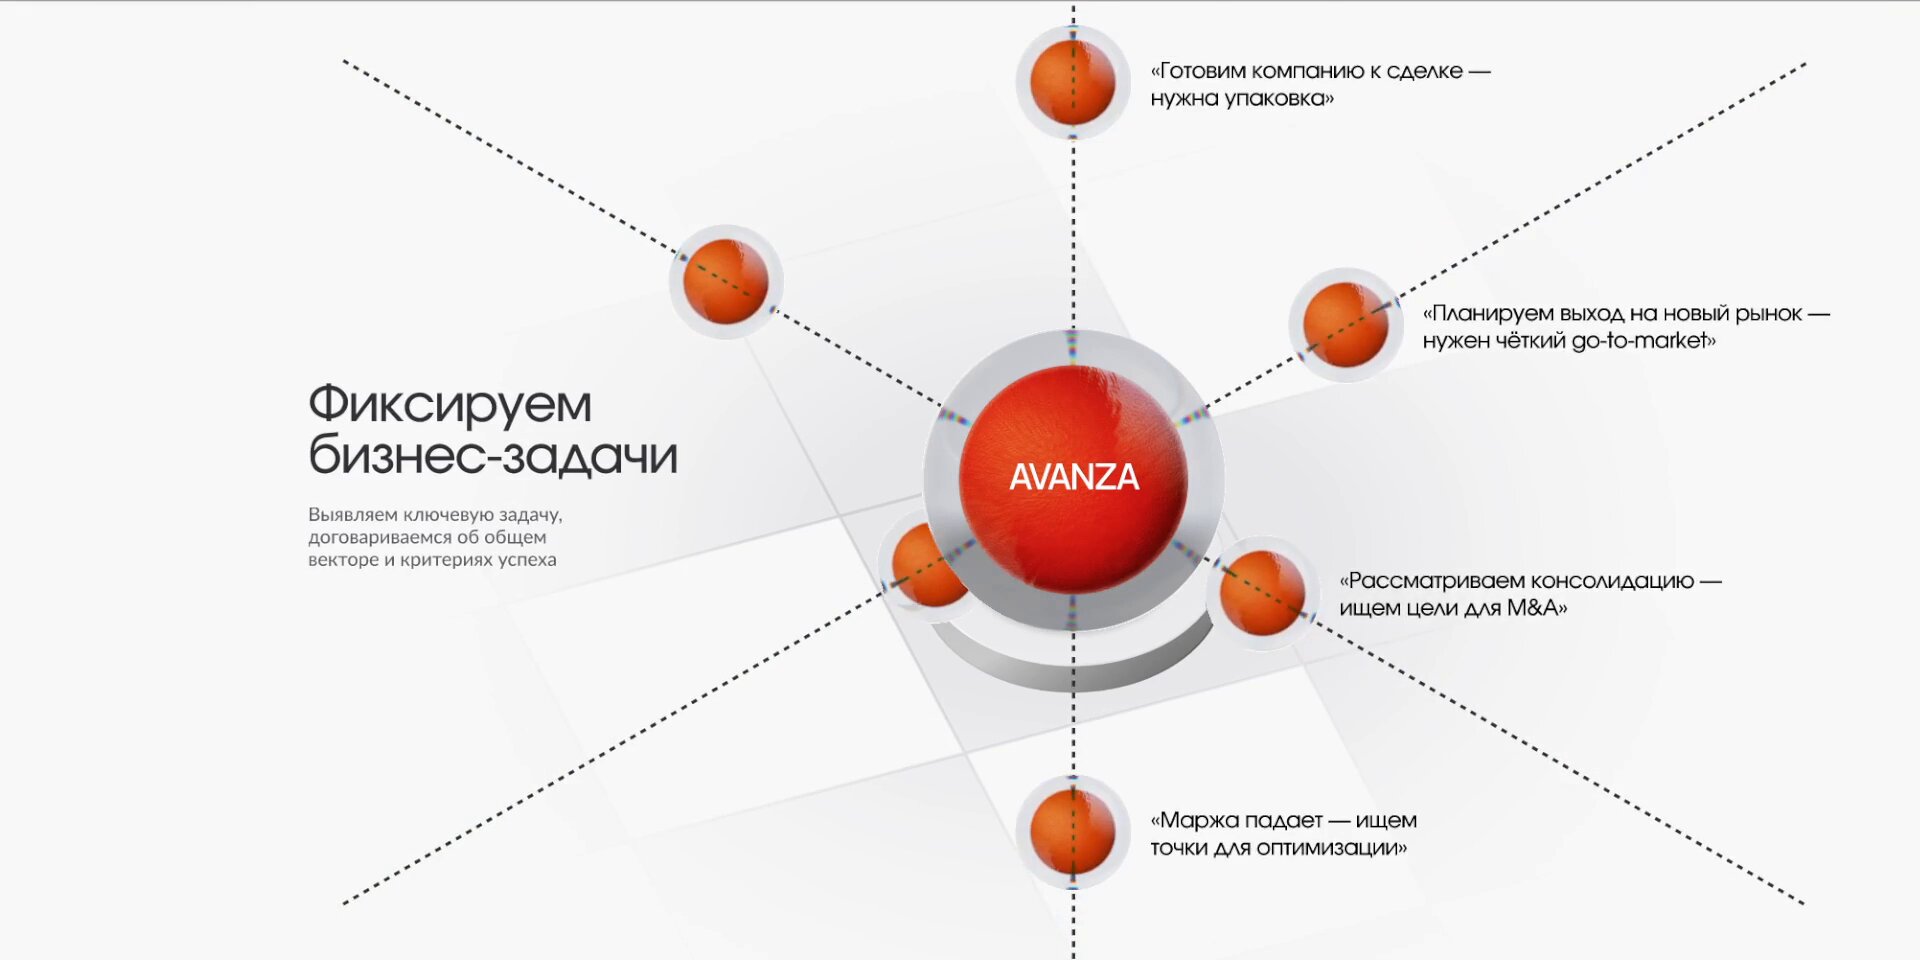 «Готовим компанию к сделке —
нужна упаковка»
«Планируем выход на новый рынок —
нужен чёткий go-to-market»
Фиксируем
бизнес-задачи
Выявляем ключевую задачу,
договариваемся об общем
векторе и критериях успеха
AVANZA
«Рассматриваем консолидацию —
ищем цели для M&A»
«Маржа падает — ищем
точки для оптимизации»